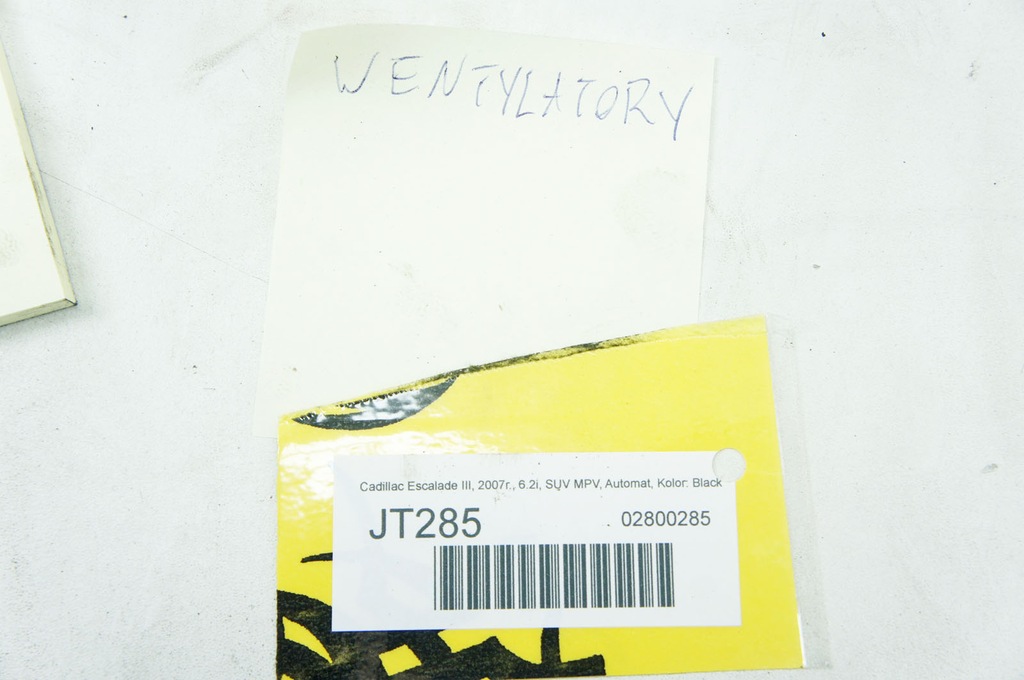 WENTYLATORY
Cadillac Escalade III, 2007r., 6.2i, SUV MPV, Automat, Kolor: Black
JT285 02800285